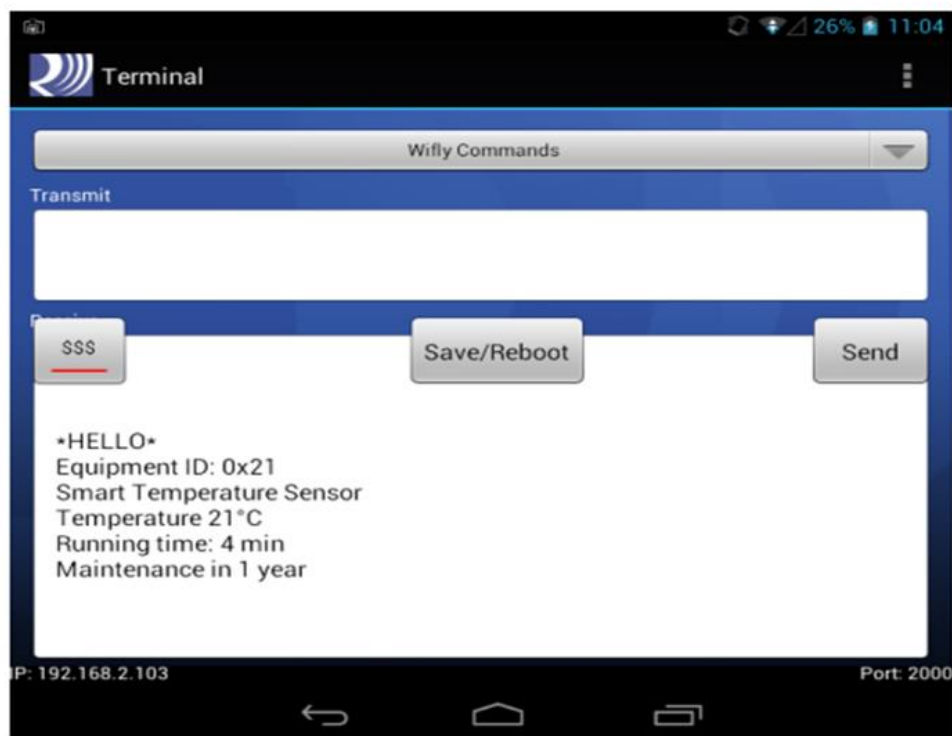 26% 11:04
Terminal
Wifly Commands
Transmit
$$$
Save/Reboot
Send
*HELLO*
Equipment ID: 0x21
Smart Temperature Sensor
Temperature 21°C
Running time: 4 min
Maintenance in 1 year
IP: 192.168.2.103
Port: 2000